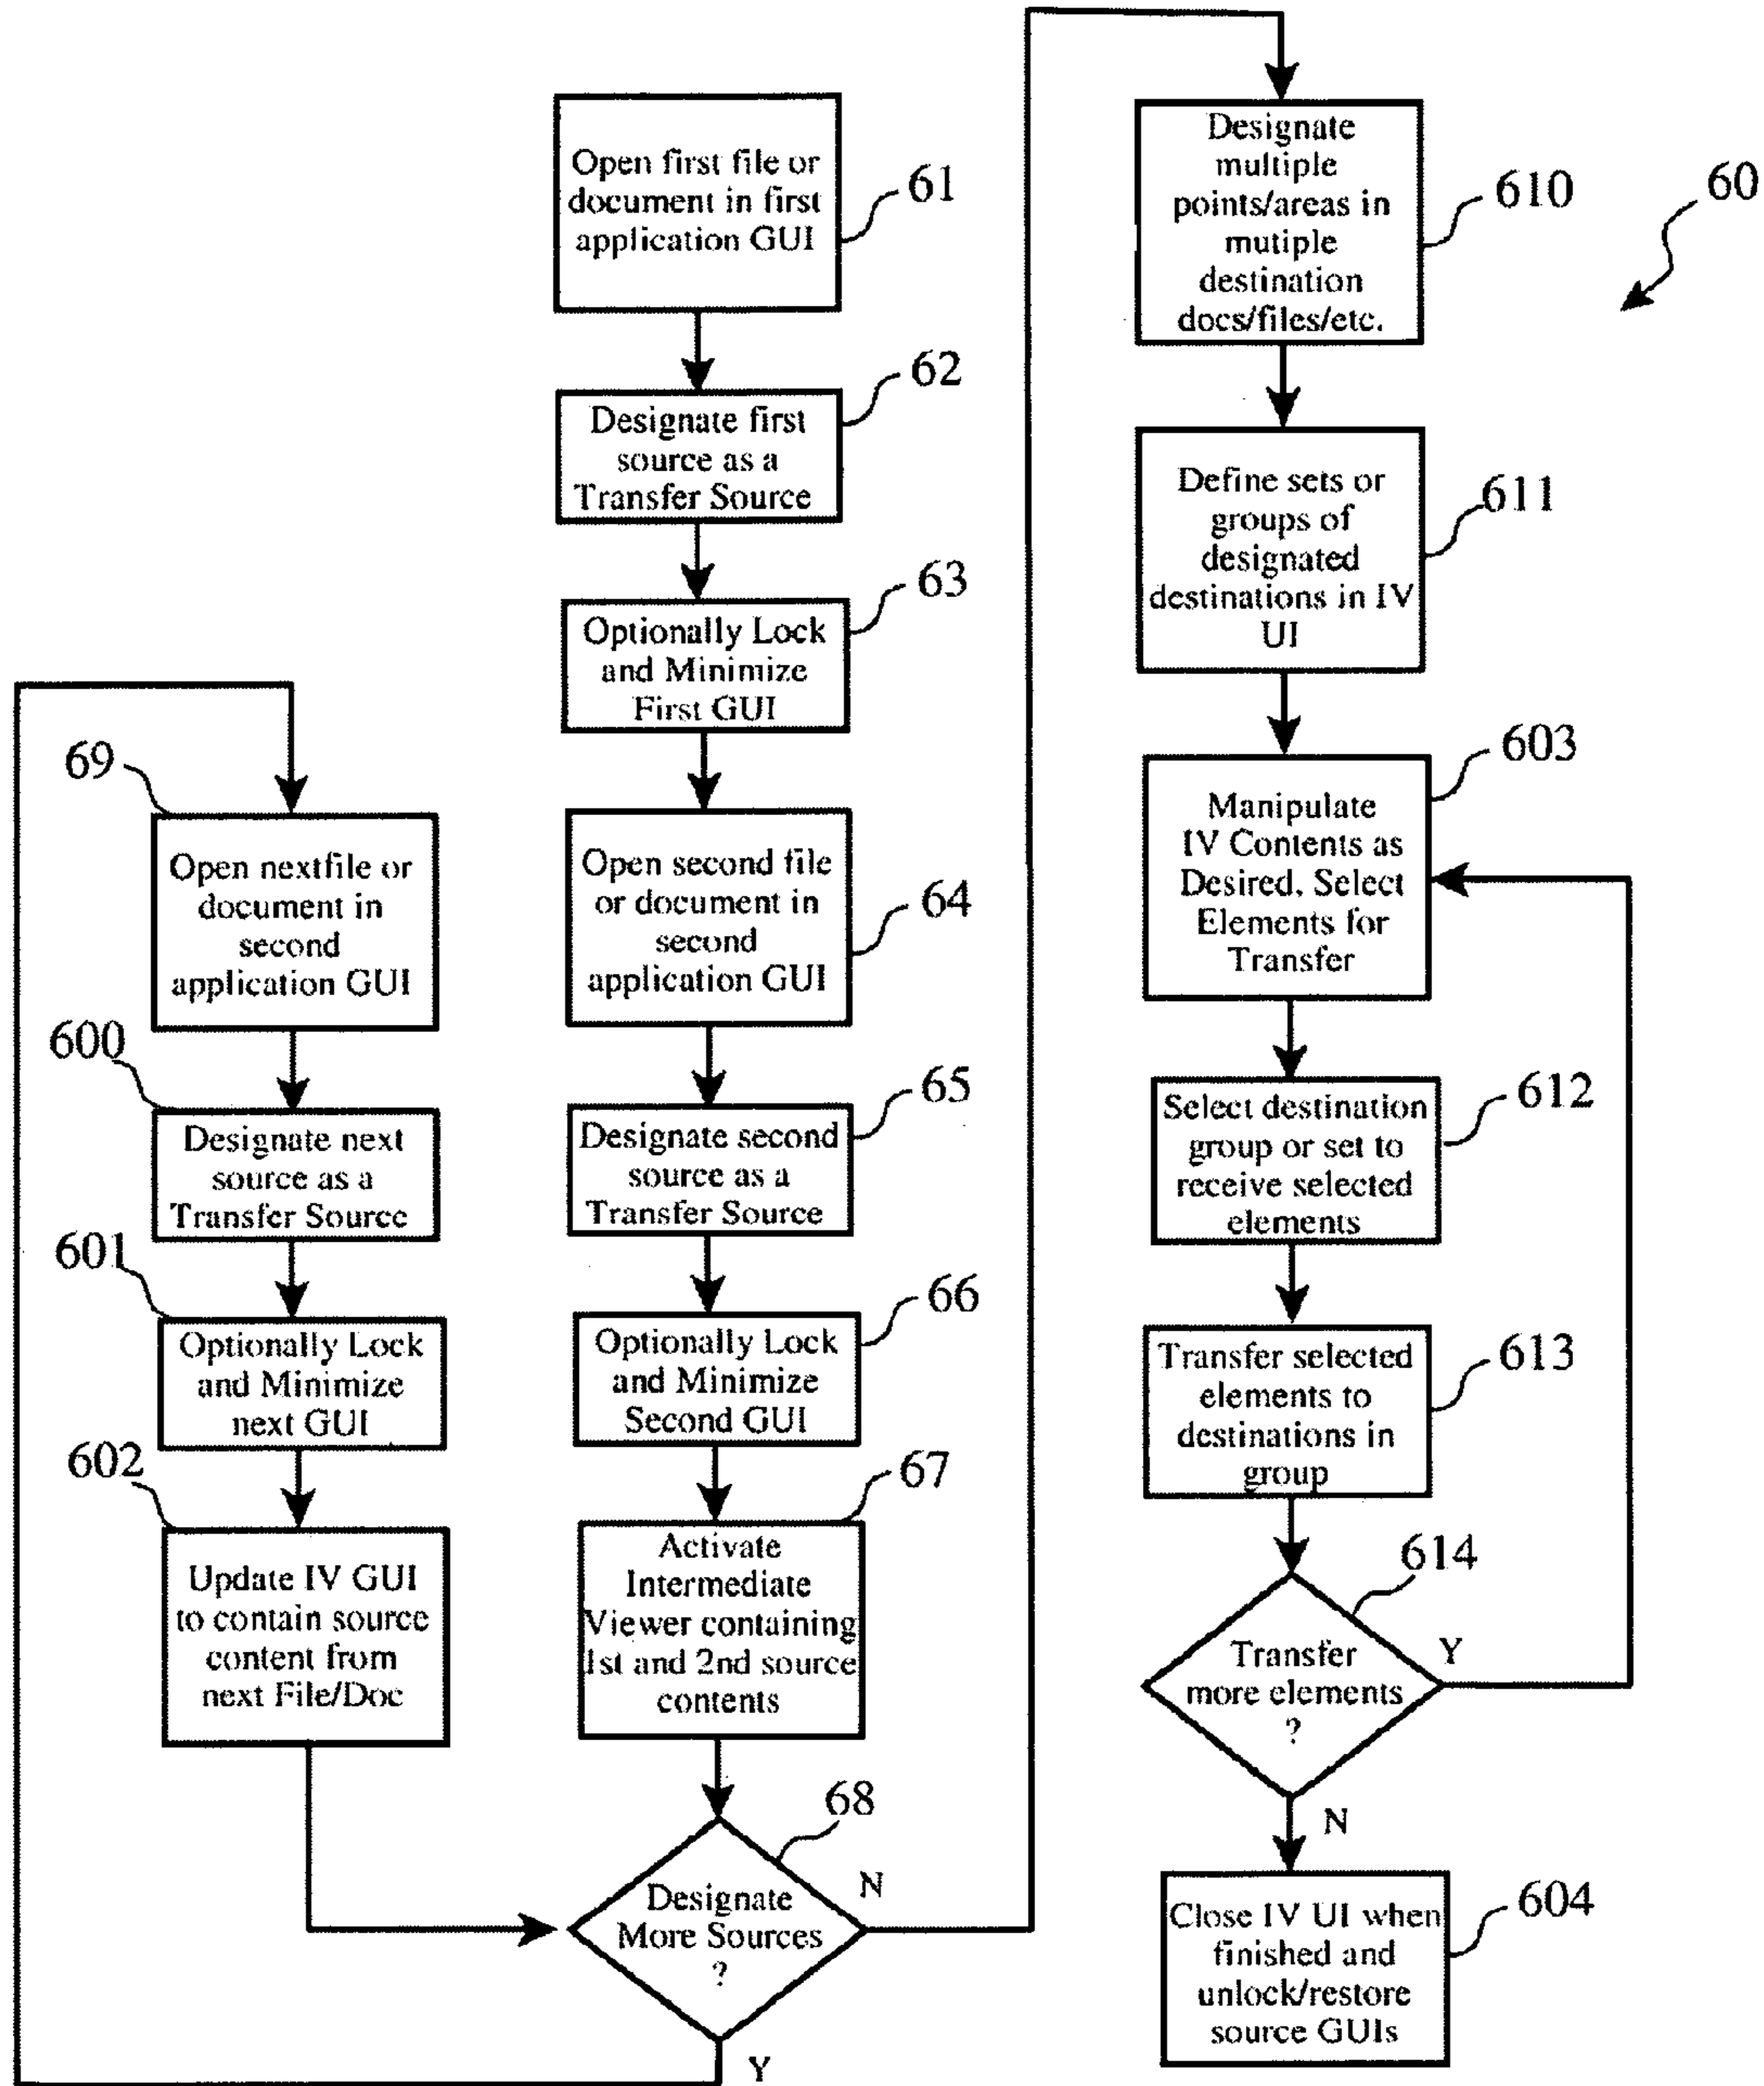 Open first file or
document in first
application GUI
61
Designate first
source as a
Transfer Source
62
Optionally Lock
and Minimize
First GUI
63
Open second file
or document in
second
application GUI
64
Designate second
source as a
Transfer Source
65
Optionally Lock
and Minimize
Second GUI
66
Activate
Intermediate
Viewer containing
1st and 2nd source
contents
67
Designate
More Sources
?
68
N
Y
69
Open nextfile or
document in
second
application GUI
600
Designate next
source as a
Transfer Source
601
Optionally Lock
and Minimize
next GUI
602
Update IV GUI
to contain source
content from
next File/Doc
Designate
multiple
points/areas in
mutiple
destination
docs/files/etc.
610
60
Define sets or
groups of
designated
destinations in IV
UI
611
Manipulate
IV Contents as
Desired, Select
Elements for
Transfer
603
Select destination
group or set to
receive selected
elements
612
Transfer selected
elements to
destinations in
group
613
Transfer
more elements
?
614
Y
N
Close IV UI when
finished and
unlock/restore
source GUIs
604